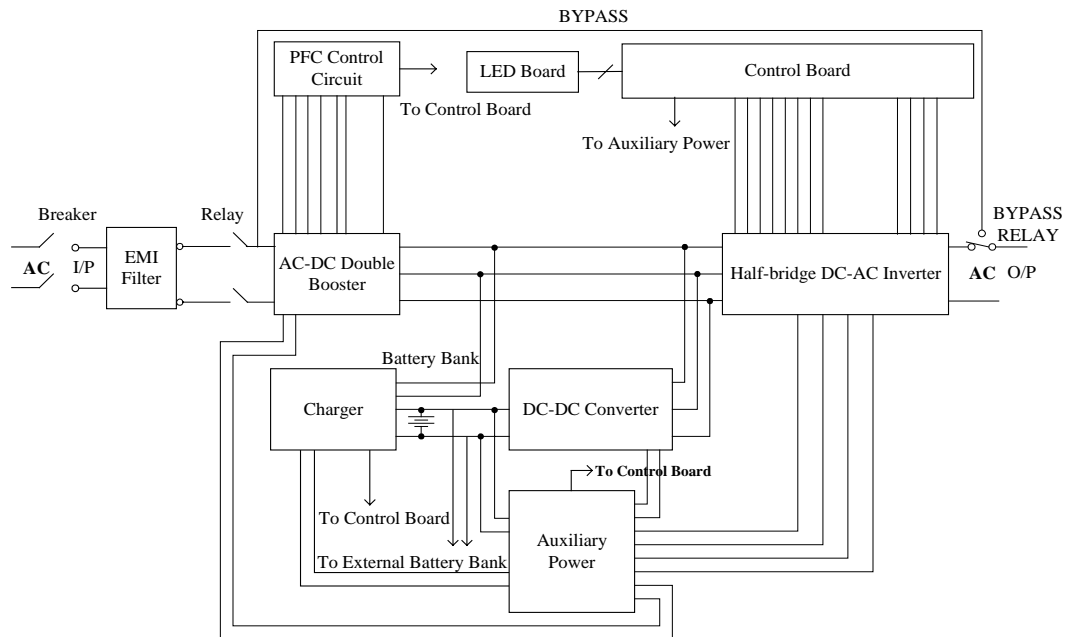 BYPASS
PFC Control
Circuit
LED Board
Control Board
To Control Board
To Auxiliary Power
Breaker
Relay
BYPASS
RELAY
AC I/P
EMI
Filter
AC-DC Double
Booster
Half-bridge DC-AC Inverter
AC O/P
Battery Bank
Charger
DC-DC Converter
To Control Board
To Control Board
Auxiliary
Power
To External Battery Bank